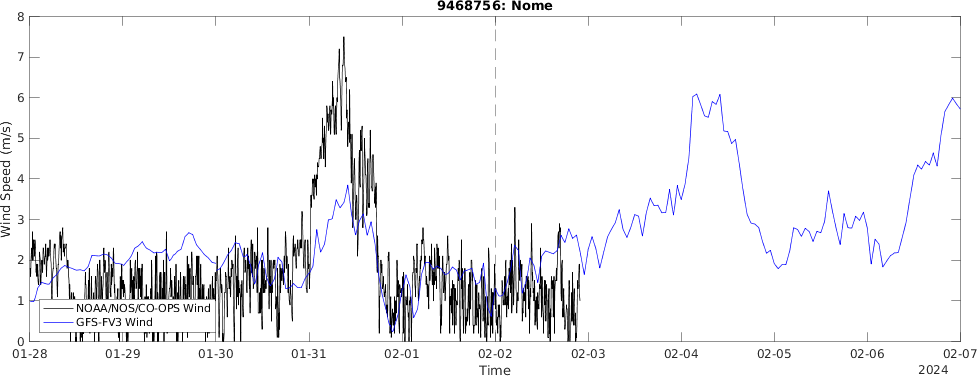 9468756: Nome
8
7
6
5
4
3
2
1
0
Wind Speed (m/s)
NOAA/NOS/CO-OPS Wind
GFS-FV3 Wind
01-28 01-29 01-30 01-31 02-01 02-02 02-03 02-04 02-05 02-06 02-07
Time
2024